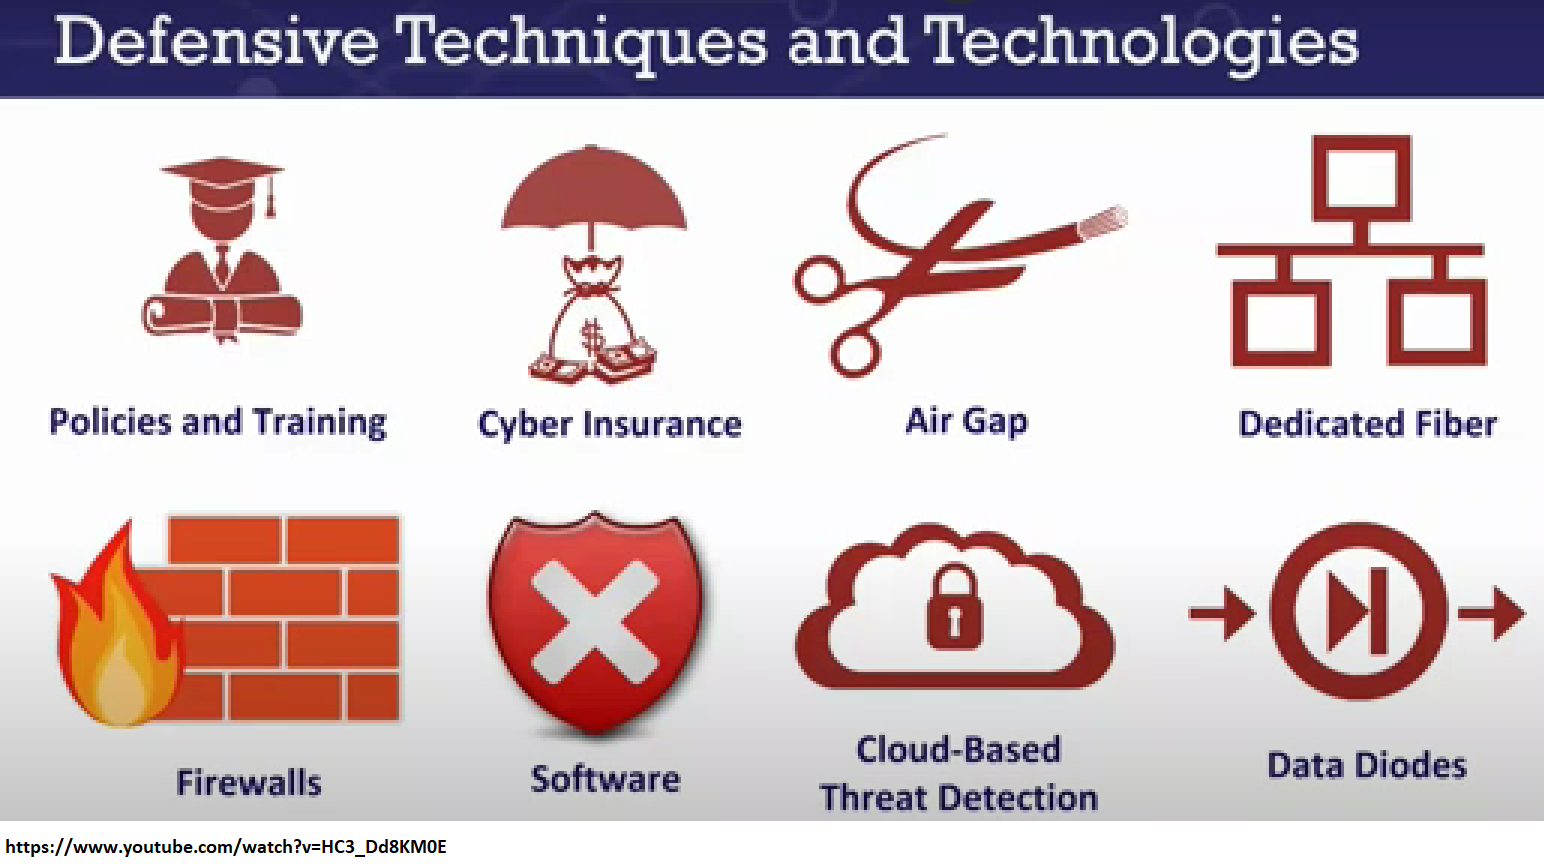 Defensive Techniques and Technologies
$
Policies and Training
Cyber Insurance
Air Gap
Dedicated Fiber
Firewalls
Software
Cloud-Based
Threat Detection
Data Diodes
https://www.youtube.com/watch?v=HC3_Dd8KM0E